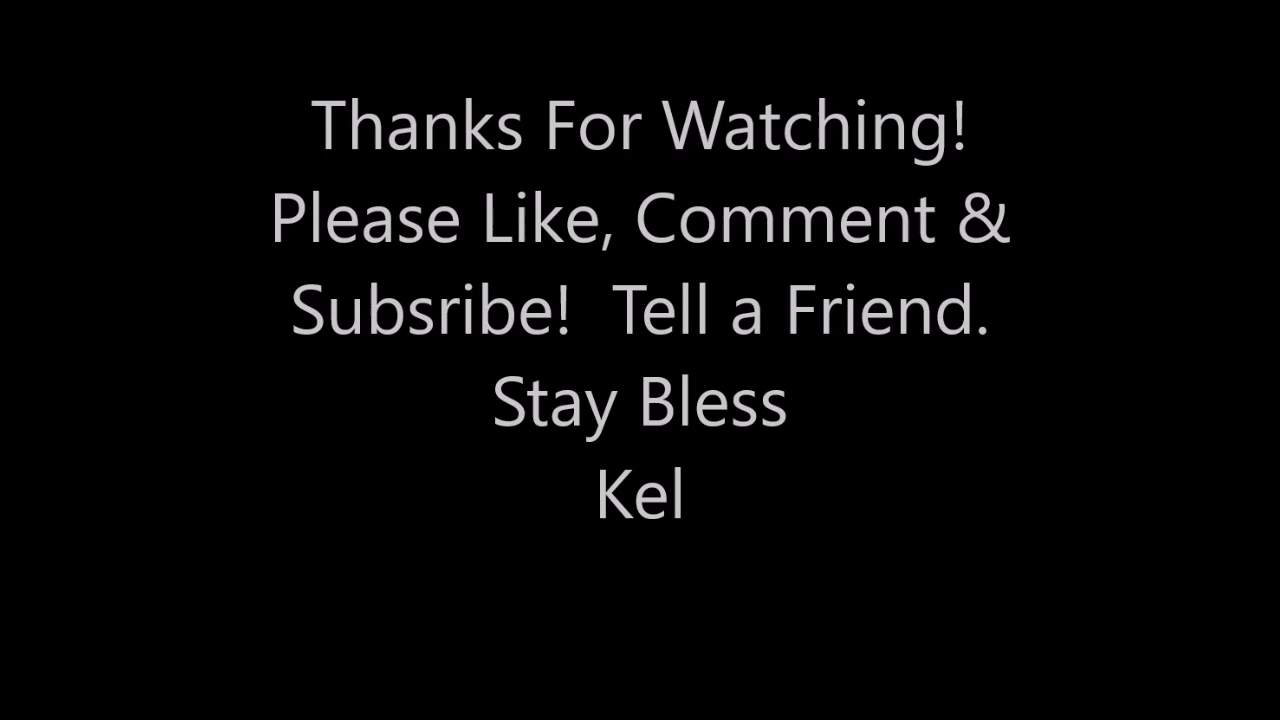 Thanks For Watching!
Please Like, Comment &
Subsribe!  Tell a Friend.
Stay Bless
Kel